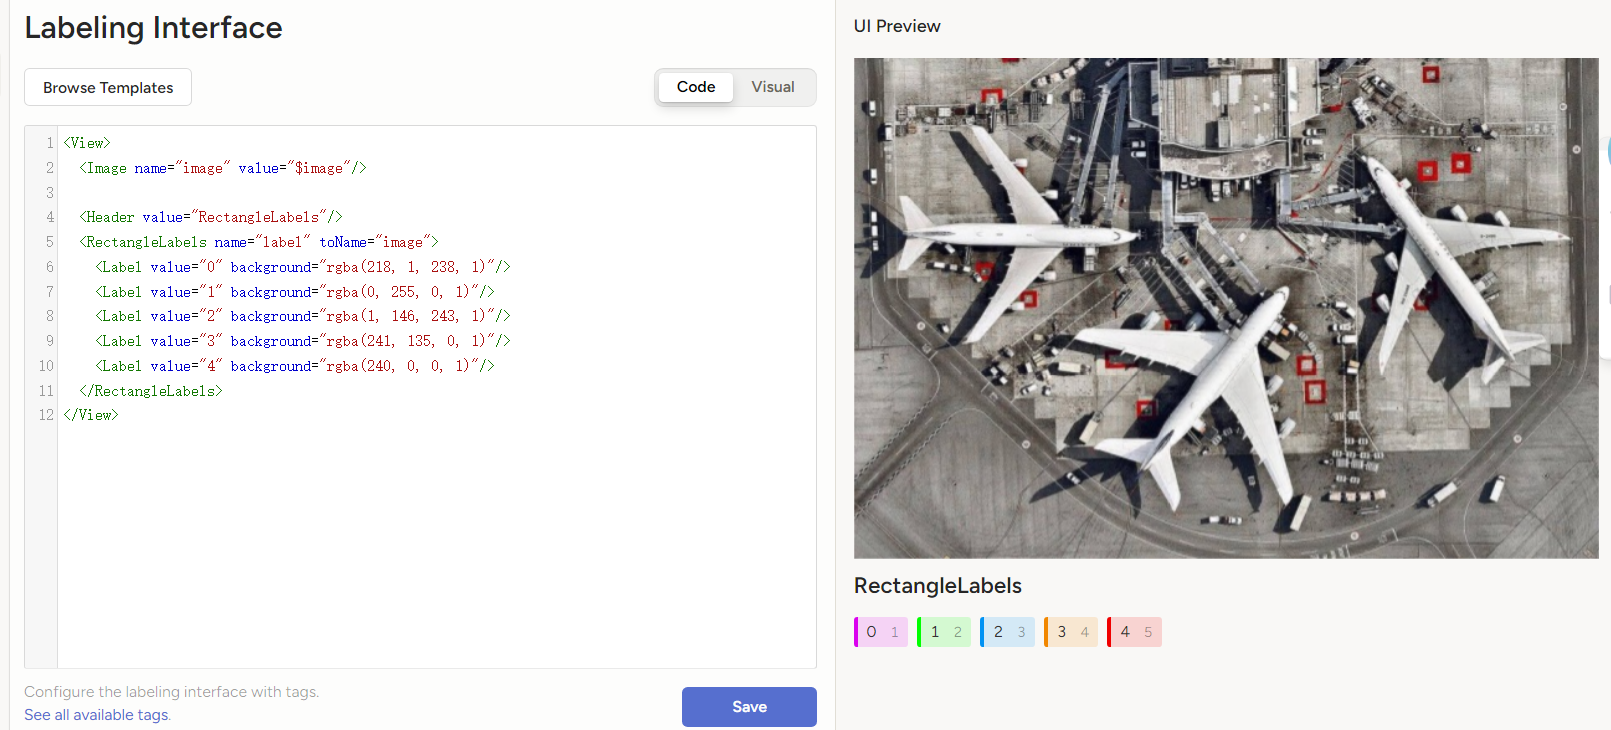 Labeling Interface
Browse Templates
Code Visual
1 <View>
2   <Image name="image" value="$image"/>
3
4   <Header value="RectangleLabels"/>
5   <RectangleLabels name="label" toName="image">
6     <Label value="0" background="rgba(218, 1, 238, 1)"/>
7     <Label value="1" background="rgba(0, 255, 0, 1)"/>
8     <Label value="2" background="rgba(1, 146, 243, 1)"/>
9     <Label value="3" background="rgba(241, 135, 0, 1)"/>
10     <Label value="4" background="rgba(240, 0, 0, 1)"/>
11   </RectangleLabels>
12 </View>
Configure the labeling interface with tags.
See all available tags.
Save
UI Preview
RectangleLabels
0 1 1 2 2 3 3 4 4 5